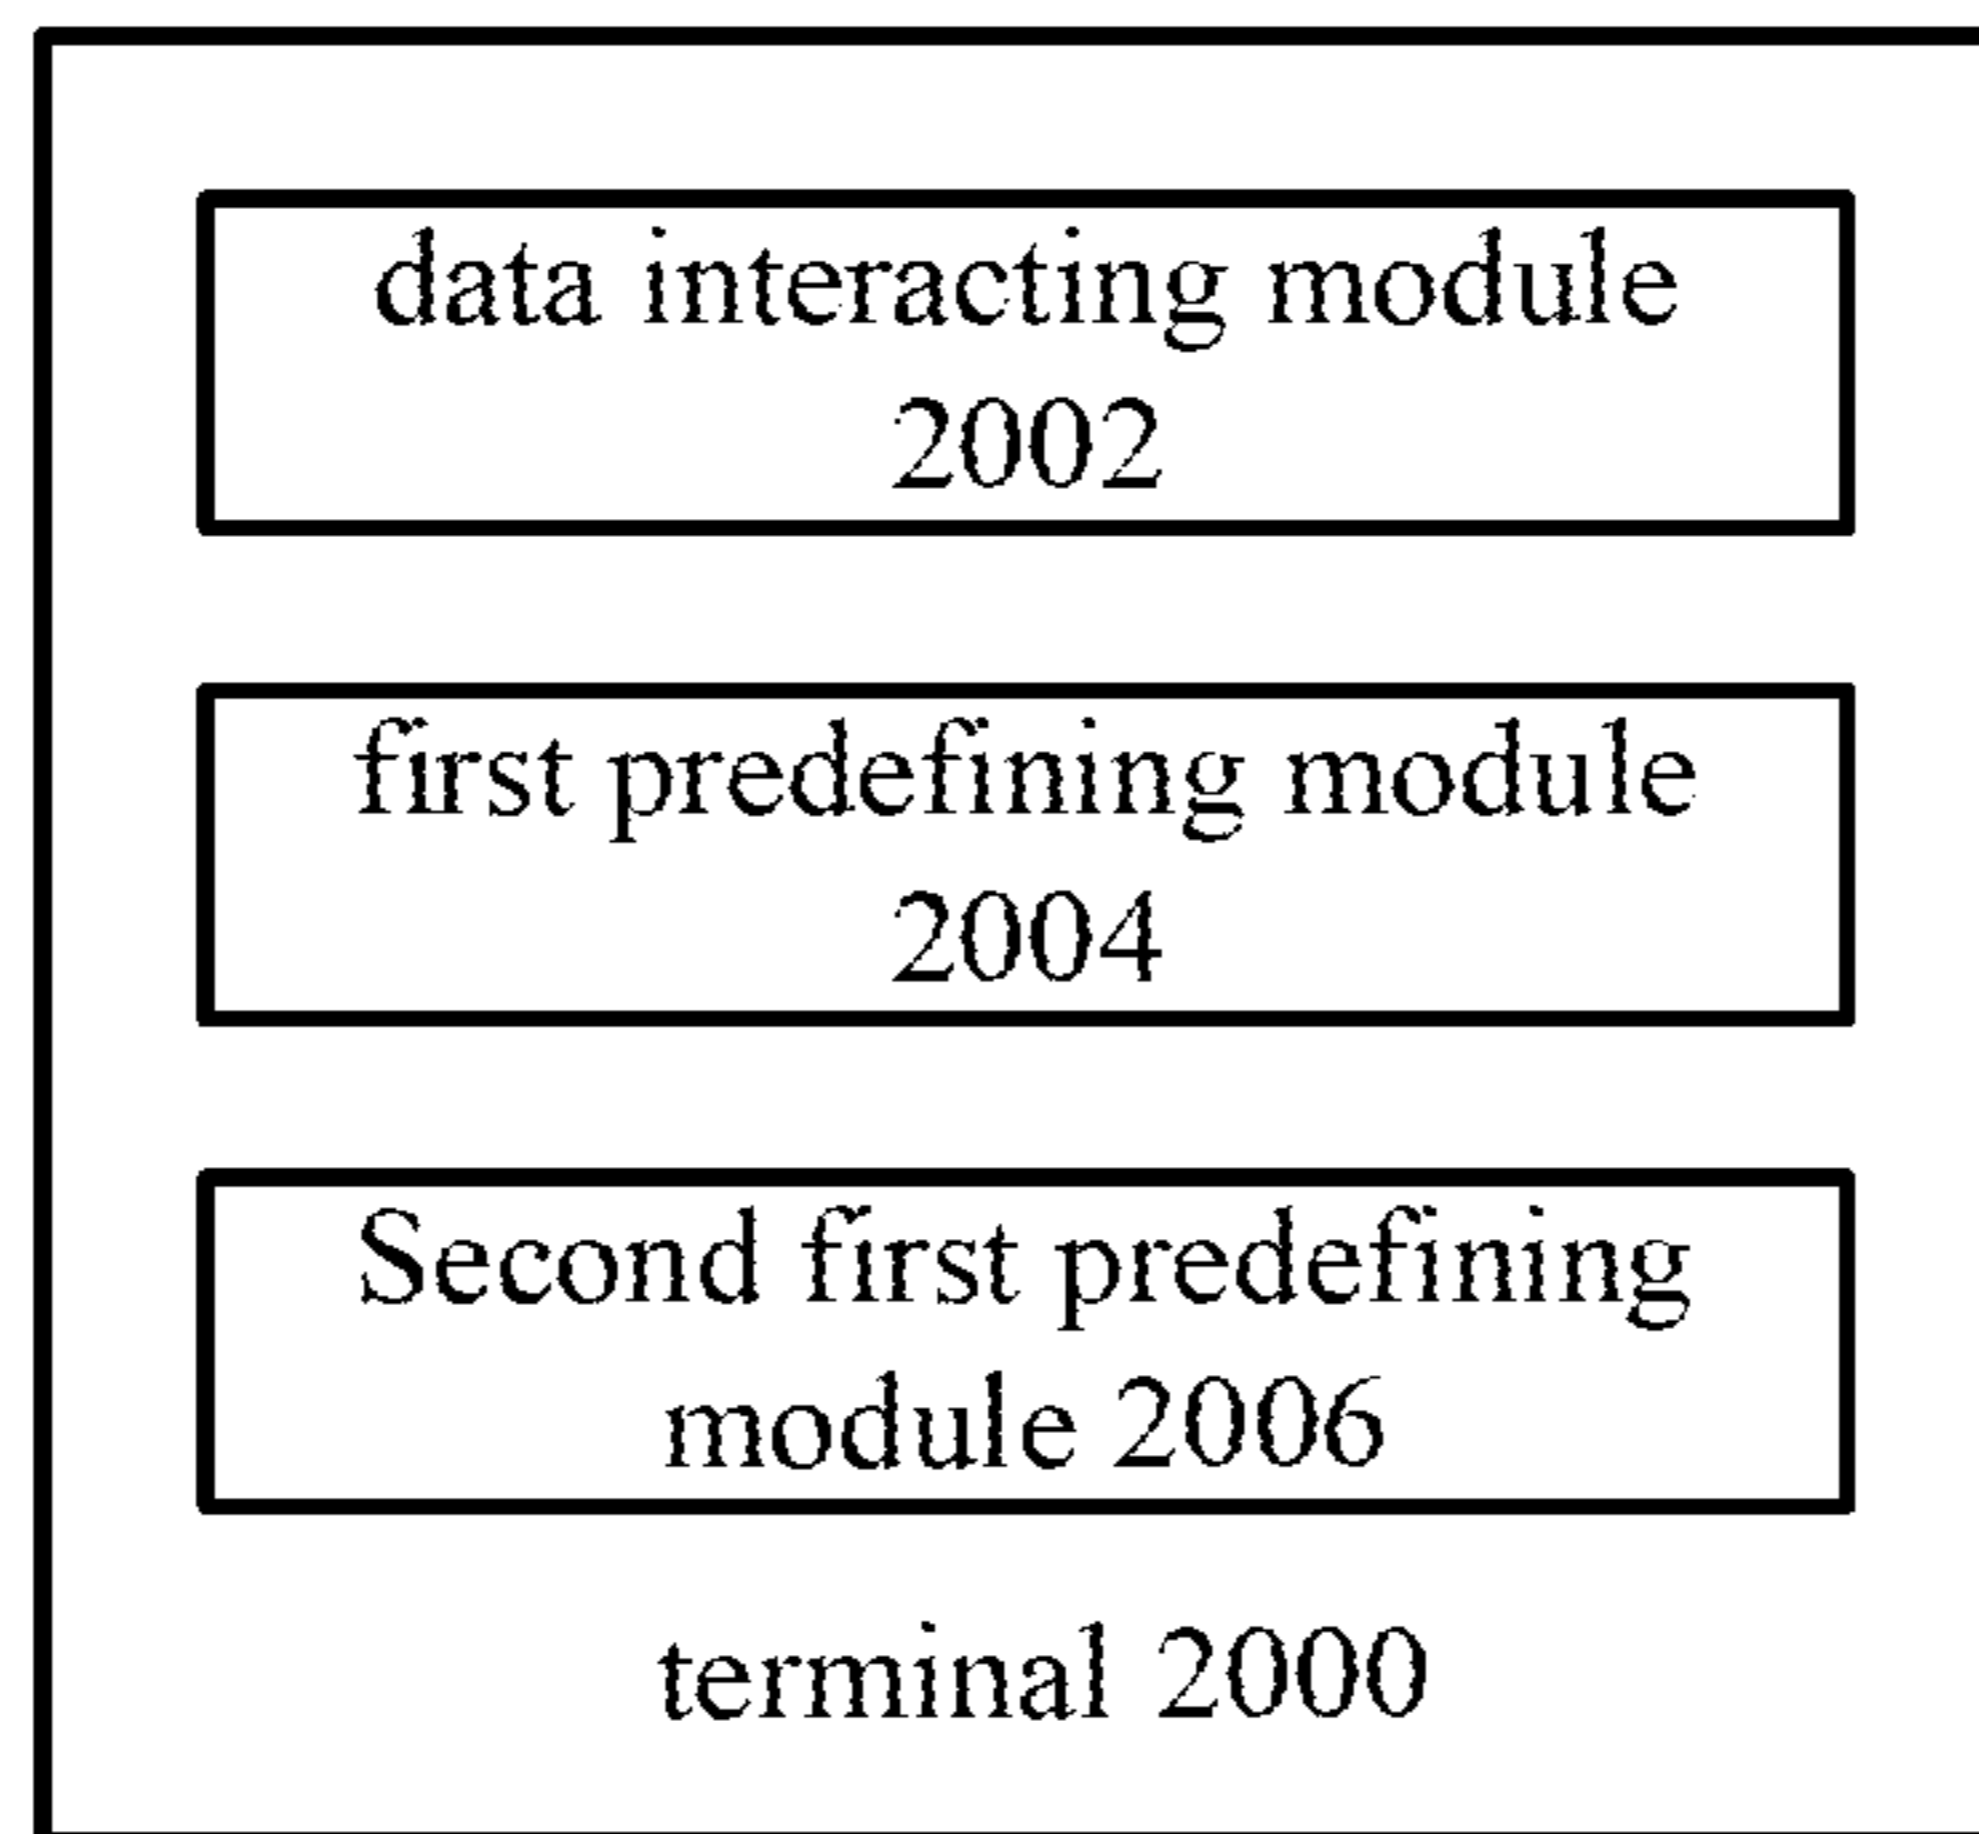 data interacting module
2002
first predefining module
2004
Second first predefining
module 2006
terminal 2000